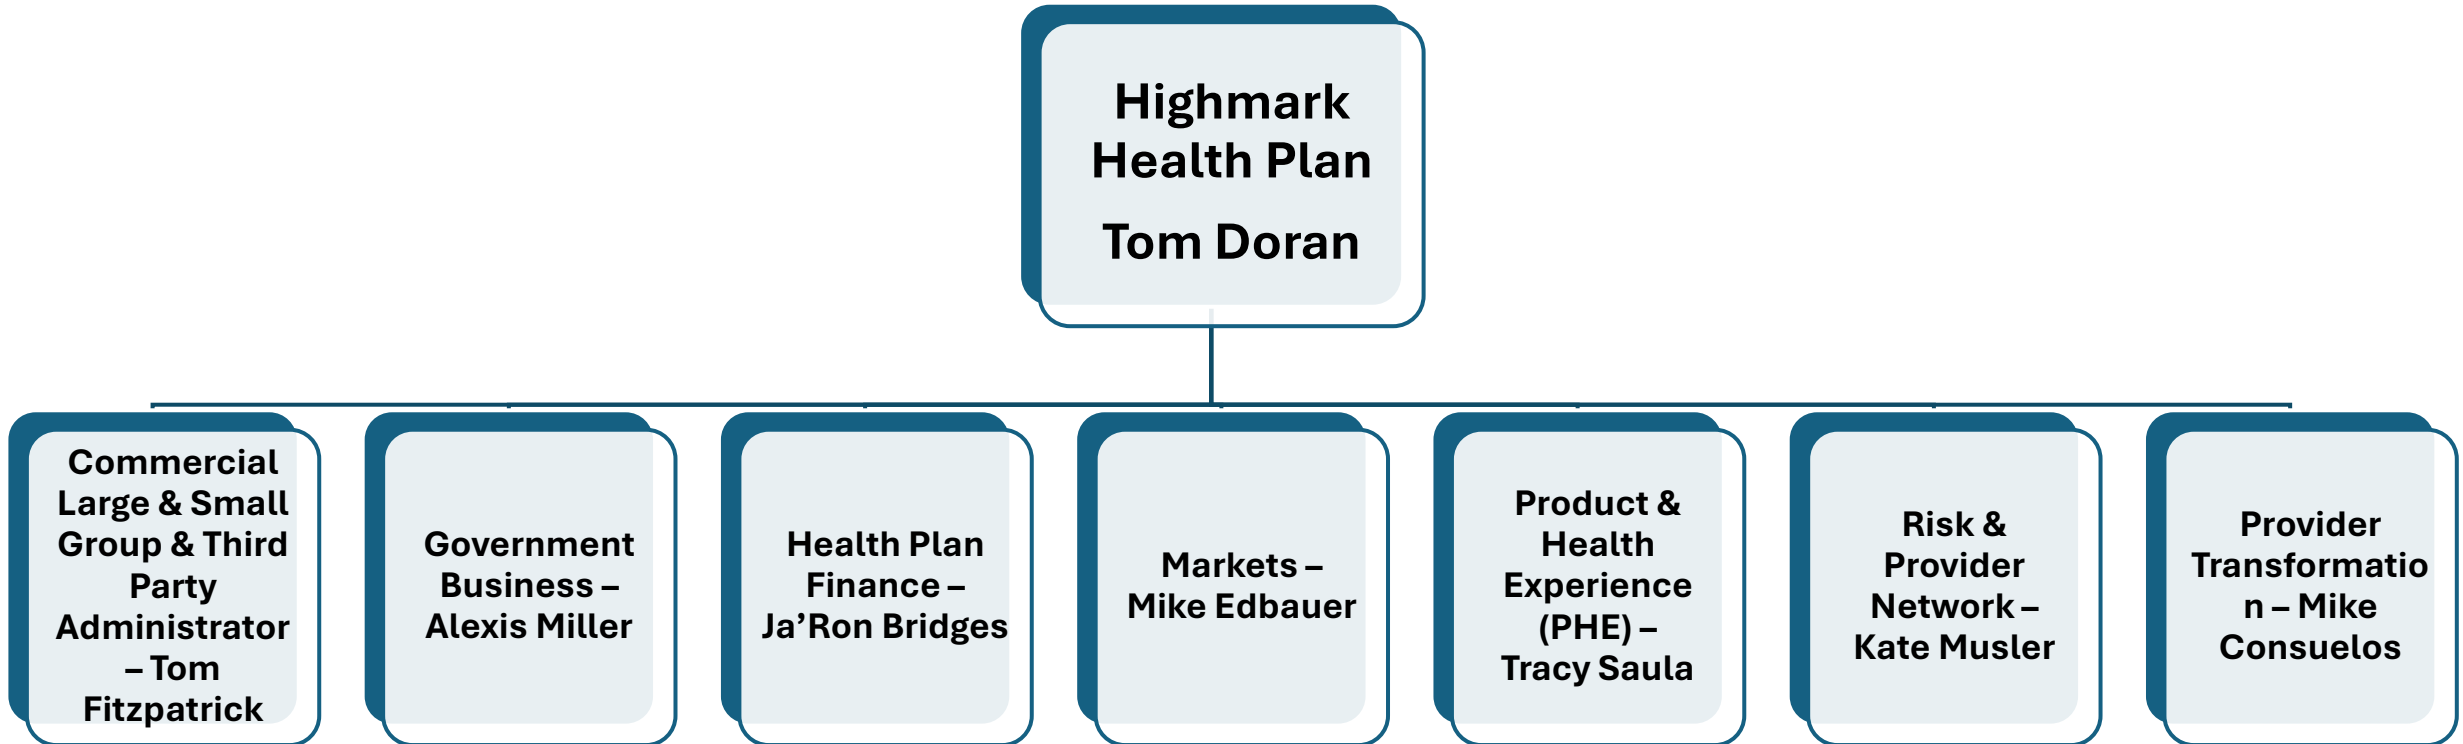 Highmark
Health Plan
Tom Doran
Commercial
Large & Small
Group & Third
Party
Administrator
– Tom
Fitzpatrick
Government
Business –
Alexis Miller
Health Plan
Finance –
Ja’Ron Bridges
Markets –
Mike Edbauer
Product &
Health
Experience
(PHE) –
Tracy Saula
Risk &
Provider
Network –
Kate Musler
Provider
Transformatio
n – Mike
Consuelos